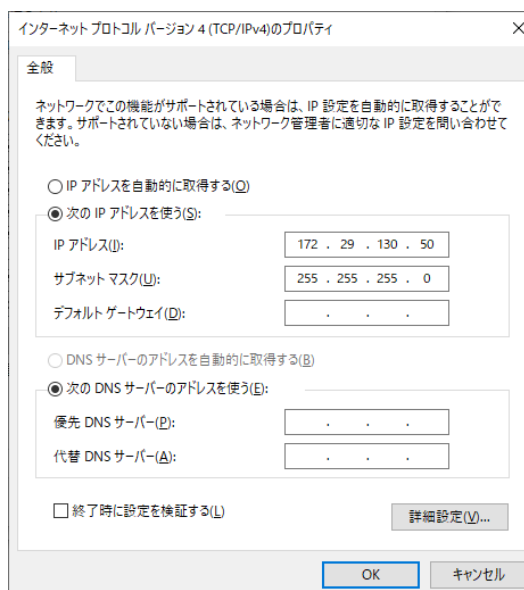 インターネット プロトコル バージョン 4 (TCP/IPv4)のプロパティ
全般
ネットワークでこの機能がサポートされている場合は、IP 設定を自動的に取得することがで
きます。サポートされていない場合は、ネットワーク管理者に適切な IP 設定を問い合わせて
ください。
IP アドレスを自動的に取得する(O)
次の IP アドレスを使う(S):
IP アドレス(I): 172 . 29 . 130 . 50
サブネット マスク(U): 255 . 255 . 255 . 0
デフォルト ゲートウェイ(D): . . .
DNS サーバーのアドレスを自動的に取得する(B)
次の DNS サーバーのアドレスを使う(E):
優先 DNS サーバー(P): . . .
代替 DNS サーバー(A): . . .
終了時に設定を検証する(L)
詳細設定(V)...
OK キャンセル